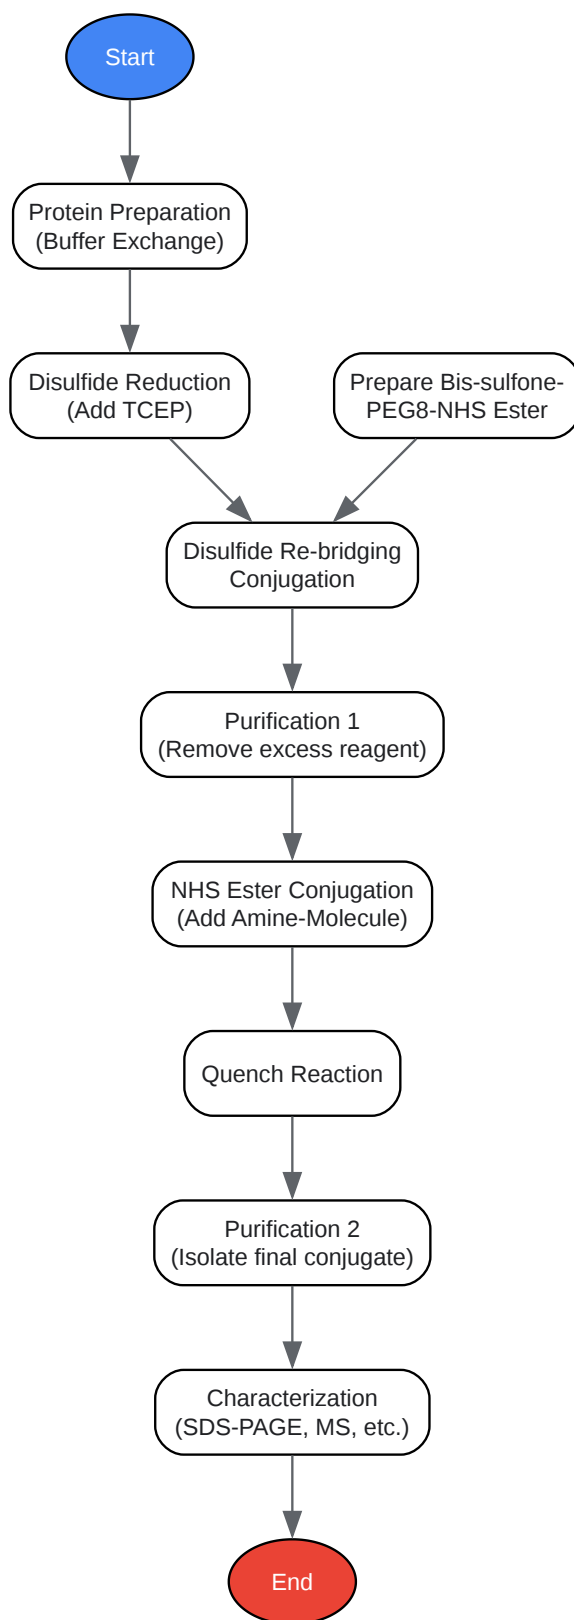 Start
Protein Preparation
(Buffer Exchange)
Disulfide Reduction
(Add TCEP)
Prepare Bis-sulfone-
PEG8-NHS Ester
Disulfide Re-bridging
Conjugation
Purification 1
(Remove excess reagent)
NHS Ester Conjugation
(Add Amine-Molecule)
Quench Reaction
Purification 2
(Isolate final conjugate)
Characterization
(SDS-PAGE, MS, etc.)
End